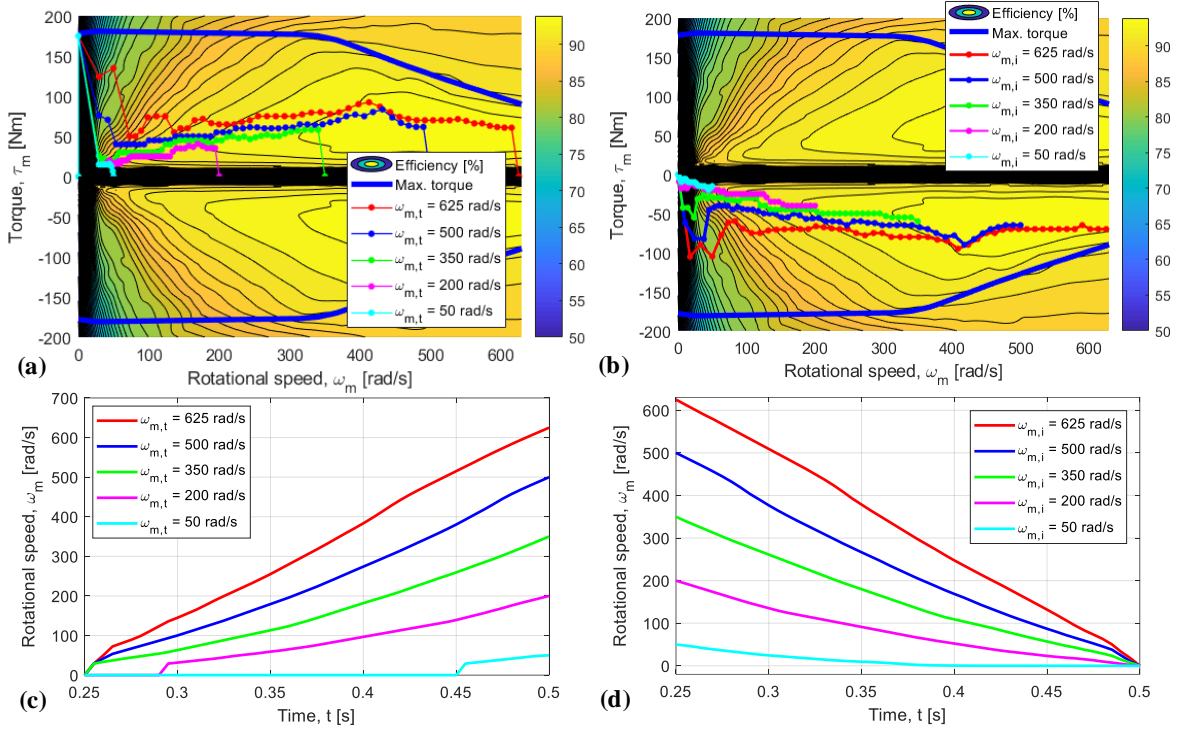 200
150
100
50
0
-50
-100
-150
-200
0 100 200 300 400 500 600
Torque, τm [Nm]
Rotational speed, ωm [rad/s]
Efficiency [%]
Max. torque
ωm,t = 625 rad/s
ωm,t = 500 rad/s
ωm,t = 350 rad/s
ωm,t = 200 rad/s
ωm,t = 50 rad/s
90
85
80
75
70
65
60
55
50
(a)
200
150
100
50
0
-50
-100
-150
-200
0 100 200 300 400 500 600
Torque, τm [Nm]
Rotational speed, ωm [rad/s]
Efficiency [%]
Max. torque
ωm,i = 625 rad/s
ωm,i = 500 rad/s
ωm,i = 350 rad/s
ωm,i = 200 rad/s
ωm,i = 50 rad/s
90
85
80
75
70
65
60
55
50
(b)
700
600
500
400
300
200
100
0
0.25 0.3 0.35 0.4 0.45 0.5
Rotational speed, ωm [rad/s]
Time, t [s]
ωm,t = 625 rad/s
ωm,t = 500 rad/s
ωm,t = 350 rad/s
ωm,t = 200 rad/s
ωm,t = 50 rad/s
(c)
600
500
400
300
200
100
0
0.25 0.3 0.35 0.4 0.45 0.5
Rotational speed, ωm [rad/s]
Time, t [s]
ωm,i = 625 rad/s
ωm,i = 500 rad/s
ωm,i = 350 rad/s
ωm,i = 200 rad/s
ωm,i = 50 rad/s
(d)